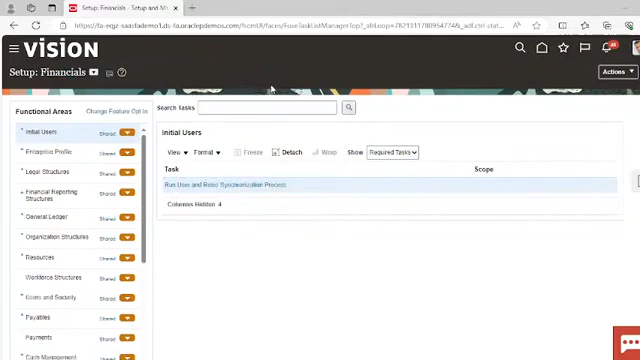 Setup: Financials - Setup and M
https://fa-eqjz-saasfademo1.ds-fa.oraclepdemos.com/fscmUI/faces/FuseTaskListManagerTop?_afrLoop=78213117809547748_adf.ctrl-stat
VISION
Setup: Financials
Actions
Functional Areas
Change Feature Opt In
Search Tasks
* Initial Users Shared
* Enterprise Profile Shared
* Legal Structures Shared
* Financial Reporting
Structures Shared
* General Ledger Shared
* Organization Structures Shared
* Resources Shared
Workforce Structures Shared
* Users and Security Shared
* Payables Shared
Payments Shared
* Cash Management Shared
Initial Users
View Format Freeze Detach Wrap Show Required Tasks
Task Scope
Run User and Roles Synchronization Process
Columns Hidden 4